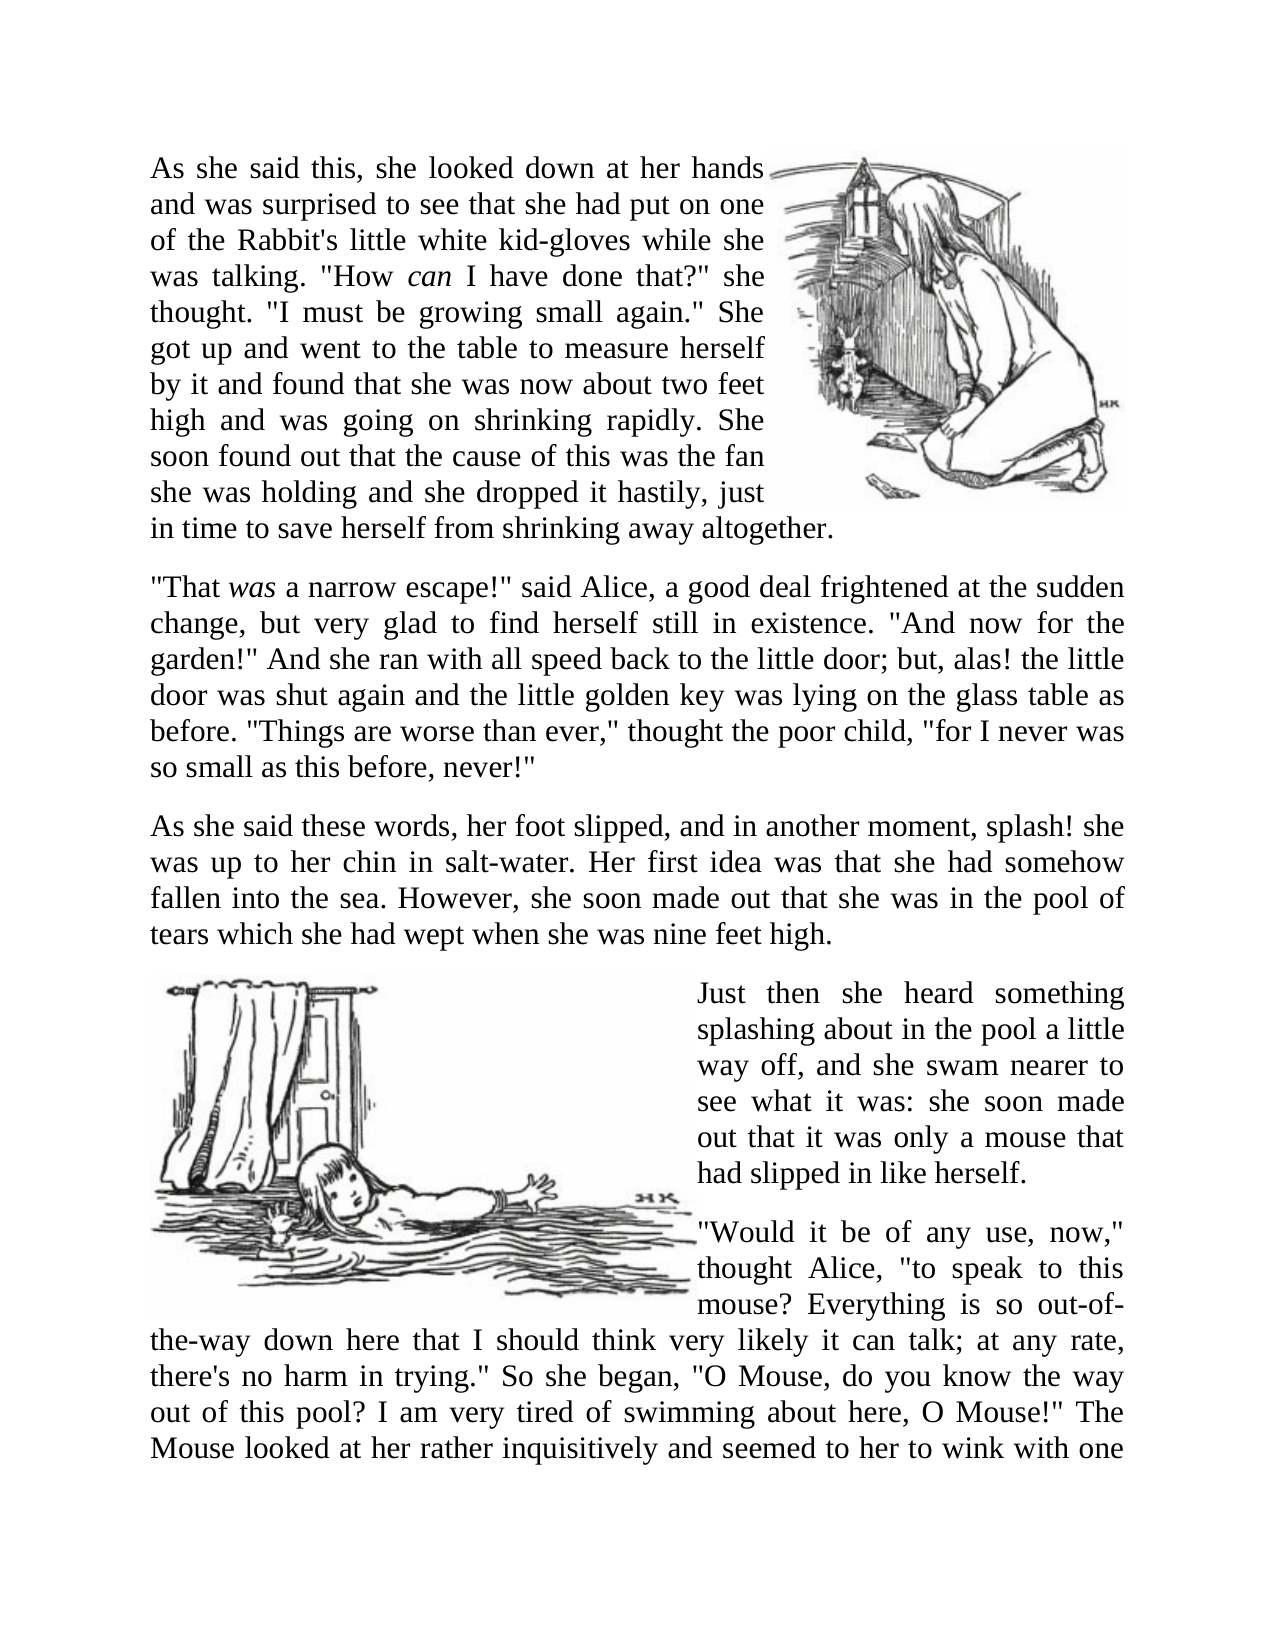 As she said this, she looked down at her hands
and was surprised to see that she had put on one
of the Rabbit's little white kid-gloves while she
was talking. "How can I have done that?" she
thought. "I must be growing small again." She
got up and went to the table to measure herself
by it and found that she was now about two feet
high and was going on shrinking rapidly. She
soon found out that the cause of this was the fan
she was holding and she dropped it hastily, just
in time to save herself from shrinking away altogether.
HK
"That was a narrow escape!" said Alice, a good deal frightened at the sudden
change, but very glad to find herself still in existence. "And now for the
garden!" And she ran with all speed back to the little door; but, alas! the little
door was shut again and the little golden key was lying on the glass table as
before. "Things are worse than ever," thought the poor child, "for I never was
so small as this before, never!"
As she said these words, her foot slipped, and in another moment, splash! she
was up to her chin in salt-water. Her first idea was that she had somehow
fallen into the sea. However, she soon made out that she was in the pool of
tears which she had wept when she was nine feet high.
HK
Just then she heard something
splashing about in the pool a little
way off, and she swam nearer to
see what it was: she soon made
out that it was only a mouse that
had slipped in like herself.
"Would it be of any use, now,"
thought Alice, "to speak to this
mouse? Everything is so out-of-
the-way down here that I should think very likely it can talk; at any rate,
there's no harm in trying." So she began, "O Mouse, do you know the way
out of this pool? I am very tired of swimming about here, O Mouse!" The
Mouse looked at her rather inquisitively and seemed to her to wink with one